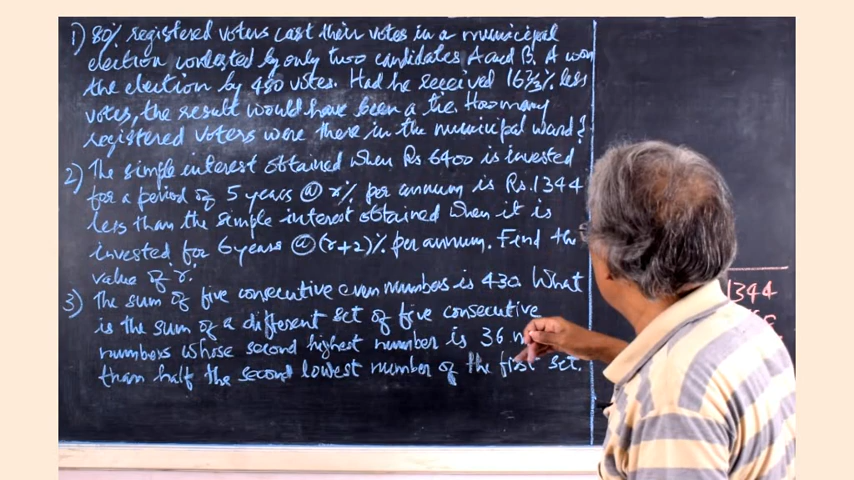 1) 80% registered voters cast their votes in a municipal
election contested by only two candidates A and B. A won
the election by 480 votes. Had he received 16⅔% less
votes, the result would have been a tie. How many
registered voters were there in the municipal ward?
2) The simple interest obtained when Rs 6400 is invested
for a period of 5 years @ r% per annum is Rs.1344
less than the simple interest obtained when it is
invested for 6 years @ (r+2)% per annum. Find the
value of r.
3) The sum of five consecutive even numbers is 430. What
is the sum of a different set of five consecutive
numbers whose second highest number is 36
than half the second lowest number of the first set.
1344